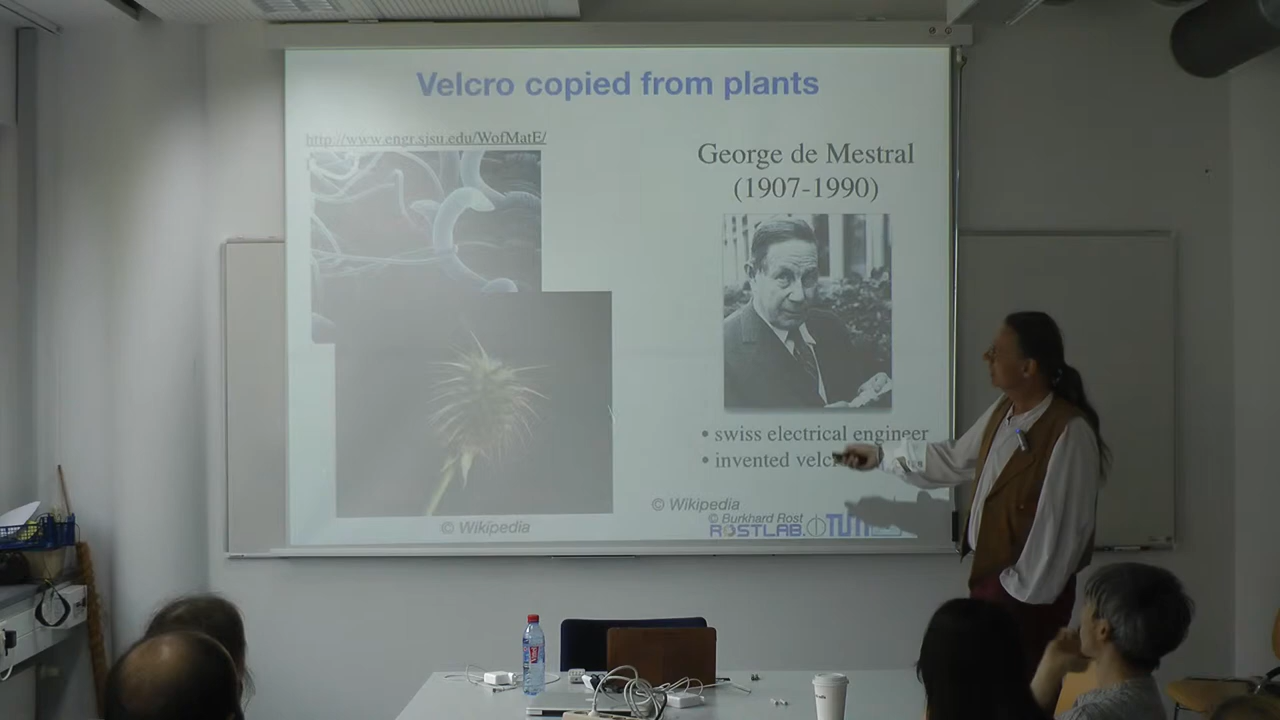 Velcro copied from plants
http://www.engr.sjsu.edu/WofMatE/
George de Mestral
(1907-1990)
• swiss electrical engineer
• invented velc
© Wikipedia
© Wikipedia
© Burkhard Rost
ROSTLAB.
TUM